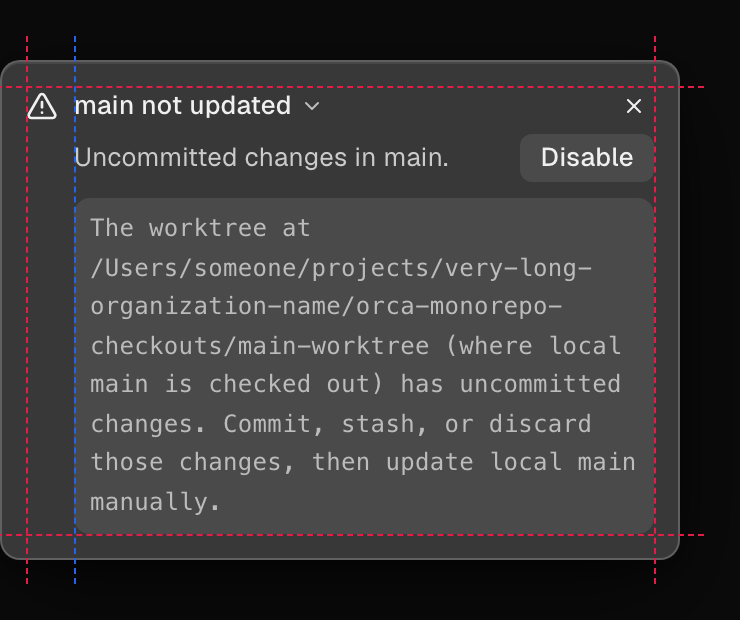 main not updated
Uncommitted changes in main.
Disable
The worktree at
/Users/someone/projects/very-long-
organization-name/orca-monorepo-
checkouts/main-worktree (where local
main is checked out) has uncommitted
changes. Commit, stash, or discard
those changes, then update local main
manually.